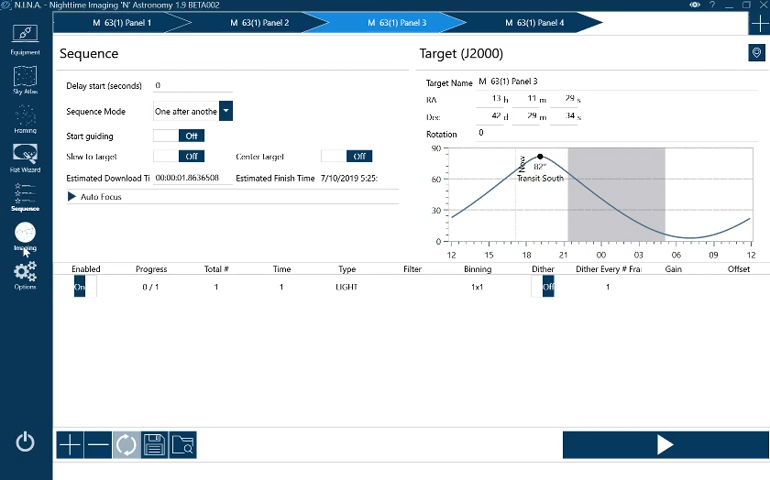 N.I.N.A. - Nighttime Imaging 'N' Astronomy 1.9 BETA002
M 63(1) Panel 1
M 63(1) Panel 2
M 63(1) Panel 3
M 63(1) Panel 4
Equipment
Sky Atlas
Framing
Flat Wizard
Sequence
Imaging
Options
Sequence
Delay start (seconds) 0
Sequence Mode One after anothe
Start guiding Off
Slew to target Off Center target Off
Estimated Download Ti 00:00:01.8636508 Estimated Finish Time 7/10/2019 5:25:
Auto Focus
Target (J2000)
Target Name M 63(1) Panel 3
RA 13 h 11 m 29 s
Dec 42 d 29 m 34 s
Rotation 0
90
60
30
0
Now
82°
Transit South
12 15 18 21 00 03 06 09 12
Enabled Progress Total # Time Type Filter Binning Dither Dither Every # Fra Gain Offset
On 0 / 1 1 1 LIGHT 1x1 Off 1